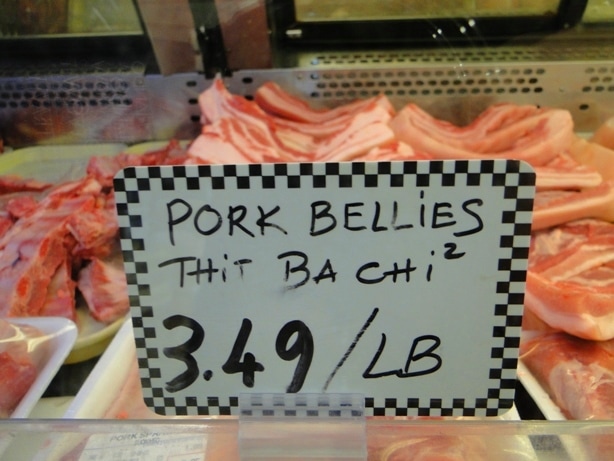 PORK BELLiES
THiT BA CHi²
3.49/LB